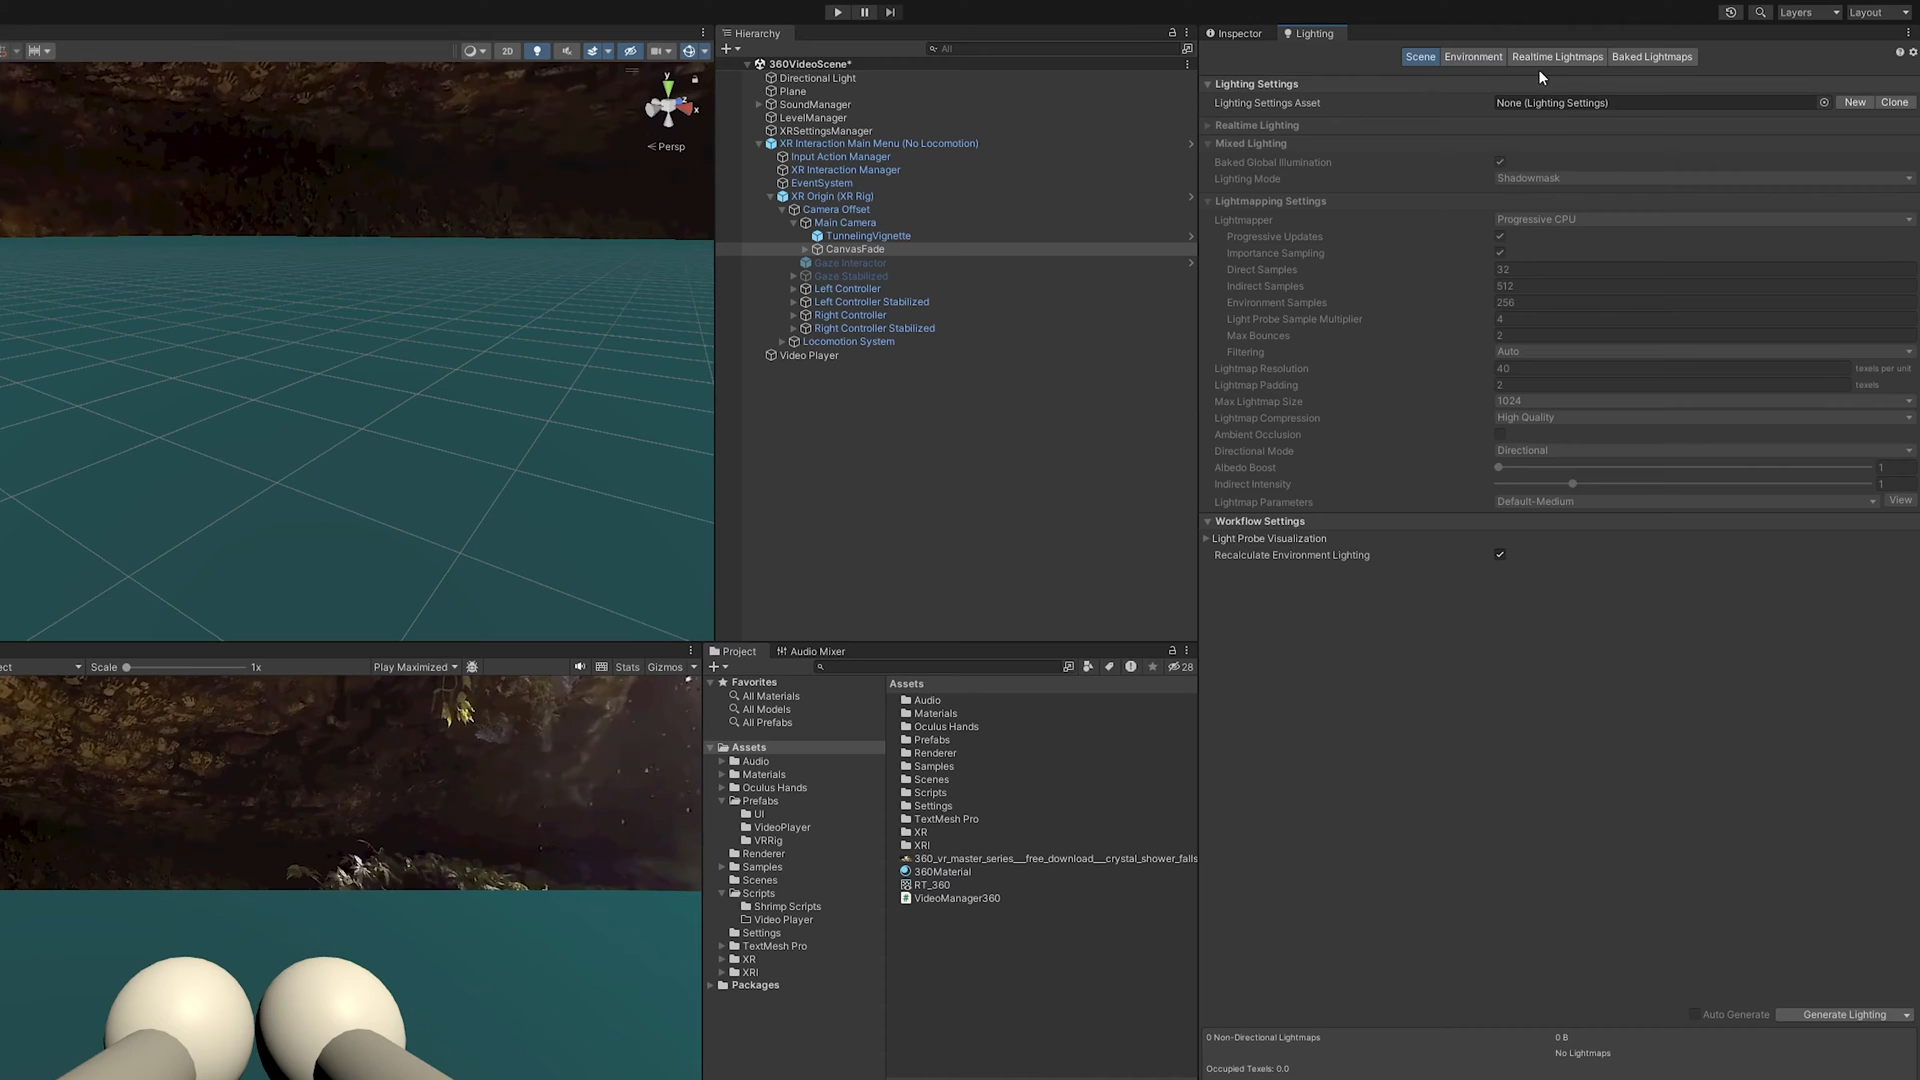 Layers
Layout
Hierarchy
Inspector
Lighting
2D
All
Scene
Environment
Realtime Lightmaps
Baked Lightmaps
360VideoScene*
Directional Light
Plane
SoundManager
LevelManager
XRSettingsManager
XR Interaction Main Menu (No Locomotion)
Input Action Manager
XR Interaction Manager
EventSystem
XR Origin (XR Rig)
Camera Offset
Main Camera
TunnelingVignette
CanvasFade
Gaze Interactor
Gaze Stabilized
Left Controller
Left Controller Stabilized
Right Controller
Right Controller Stabilized
Locomotion System
Video Player
y
z
x
Persp
Lighting Settings
Lighting Settings Asset
None (Lighting Settings)
New
Clone
Realtime Lighting
Mixed Lighting
Baked Global Illumination
Lighting Mode
Shadowmask
Lightmapping Settings
Lightmapper
Progressive CPU
Progressive Updates
Importance Sampling
Direct Samples
32
Indirect Samples
512
Environment Samples
256
Light Probe Sample Multiplier
4
Max Bounces
2
Filtering
Auto
Lightmap Resolution
40
texels per unit
Lightmap Padding
2
texels
Max Lightmap Size
1024
Lightmap Compression
High Quality
Ambient Occlusion
Directional Mode
Directional
Albedo Boost
1
Indirect Intensity
1
Lightmap Parameters
Default-Medium
View
Workflow Settings
Light Probe Visualization
Recalculate Environment Lighting
ect
Scale
1x
Play Maximized
Stats
Gizmos
Project
Audio Mixer
28
Favorites
All Materials
All Models
All Prefabs
Assets
Audio
Materials
Oculus Hands
Prefabs
UI
VideoPlayer
VRRig
Renderer
Samples
Scenes
Scripts
Shrimp Scripts
Video Player
Settings
TextMesh Pro
XR
XRI
Packages
Assets
Audio
Materials
Oculus Hands
Prefabs
Renderer
Samples
Scenes
Scripts
Settings
TextMesh Pro
XR
XRI
360_vr_master_series__free_download__crystal_shower_falls
360Material
RT_360
VideoManager360
Auto Generate
Generate Lighting
0 Non-Directional Lightmaps
0 B
No Lightmaps
Occupied Texels: 0.0